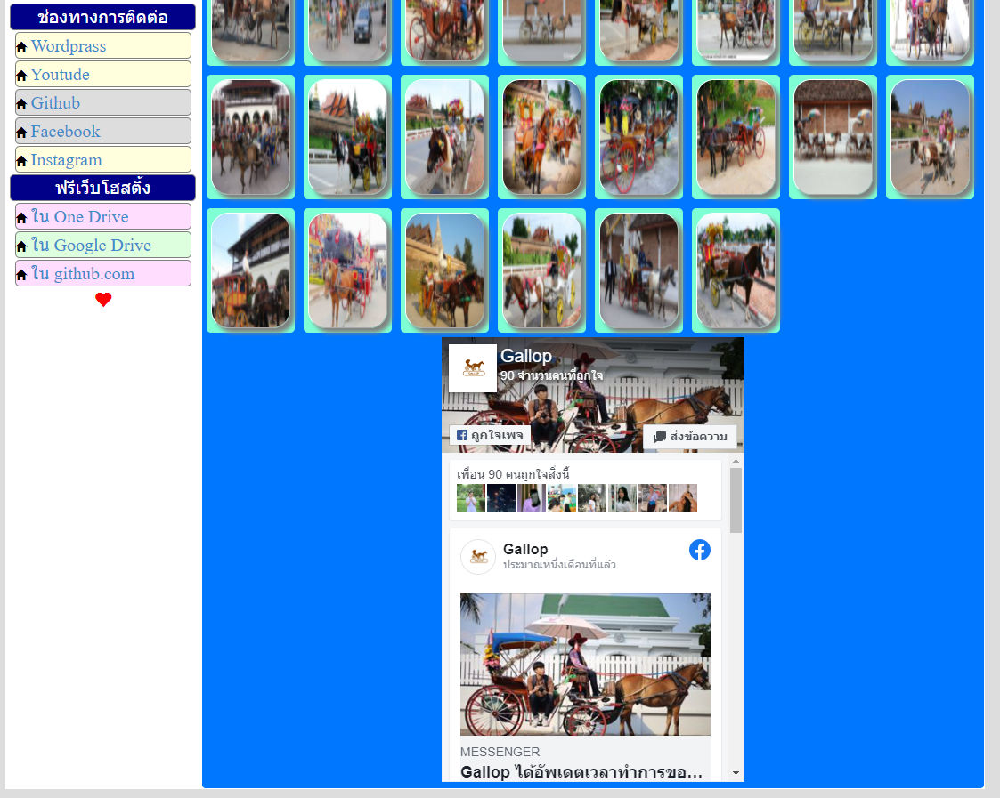 ช่องทางการติดต่อ
Wordprass
Youtude
Github
Facebook
Instagram
ฟรีเว็บโฮสติ้ง
ใน One Drive
ใน Google Drive
ใน github.com
Gallop
90 จำนวนคนที่ถูกใจ
ถูกใจเพจ
ส่งข้อความ
เพื่อน 90 คนถูกใจสิ่งนี้
Gallop
ประมาณหนึ่งเดือนที่แล้ว
MESSENGER
Gallop ได้อัพเดตเวลาทำการขอ...